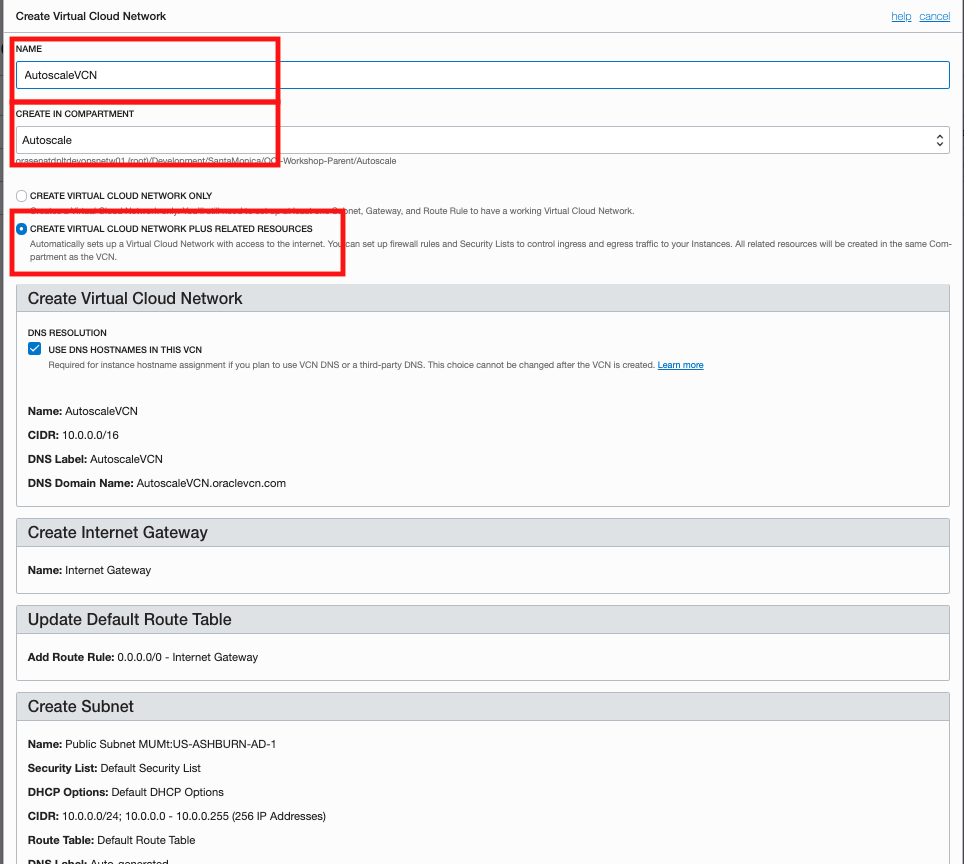 Create Virtual Cloud Network
help cancel
NAME
AutoscaleVCN
CREATE IN COMPARTMENT
Autoscale
(root)/Development/SantaMonica/ -Workshop-Parent/Autoscale
CREATE VIRTUAL CLOUD NETWORK ONLY
Subnet, Gateway, and Route Rule to have a working Virtual Cloud Network.
CREATE VIRTUAL CLOUD NETWORK PLUS RELATED RESOURCES
Automatically sets up a Virtual Cloud Network with access to the internet. You can set up firewall rules and Security Lists to control ingress and egress traffic to your Instances. All related resources will be created in the same Com-
partment as the VCN.
Create Virtual Cloud Network
DNS RESOLUTION
USE DNS HOSTNAMES IN THIS VCN
Required for instance hostname assignment if you plan to use VCN DNS or a third-party DNS. This choice cannot be changed after the VCN is created. Learn more
Name: AutoscaleVCN
CIDR: 10.0.0.0/16
DNS Label: AutoscaleVCN
DNS Domain Name: AutoscaleVCN.oraclevcn.com
Create Internet Gateway
Name: Internet Gateway
Update Default Route Table
Add Route Rule: 0.0.0.0/0 - Internet Gateway
Create Subnet
Name: Public Subnet MUMt:US-ASHBURN-AD-1
Security List: Default Security List
DHCP Options: Default DHCP Options
CIDR: 10.0.0.0/24; 10.0.0.0 - 10.0.0.255 (256 IP Addresses)
Route Table: Default Route Table
DNS Label: Auto-generated